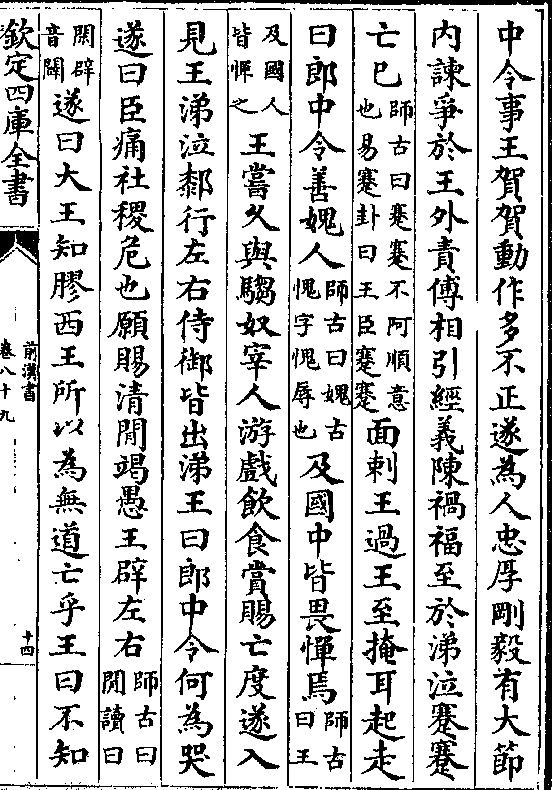 中令事王賀賀動作多不正遂為人忠厚剛毅有大節
内諫爭於王外責傅相引經義陳禍福至於涕泣蹇蹇
亡已師古曰蹇蹇不阿順意也易蹇卦曰王臣蹇蹇面刺王過王至掩耳起走
曰郎中令善媿人師古曰媿古愧字愧辱也及國中皆畏憚焉師古曰王
及國人皆憚之王嘗久與騶奴宰人游戲飲食賞賜亡度遂入
見王涕泣䣛行左右侍御皆出涕王曰郎中令何為哭
遂曰臣痛社稷危也願賜清閒竭愚王辟左右師古曰閒讀曰
閑辟音闢遂曰大王知膠西王所以為無道亡乎王曰不知
欽定四庫全書
前漢書
卷八十九
十四